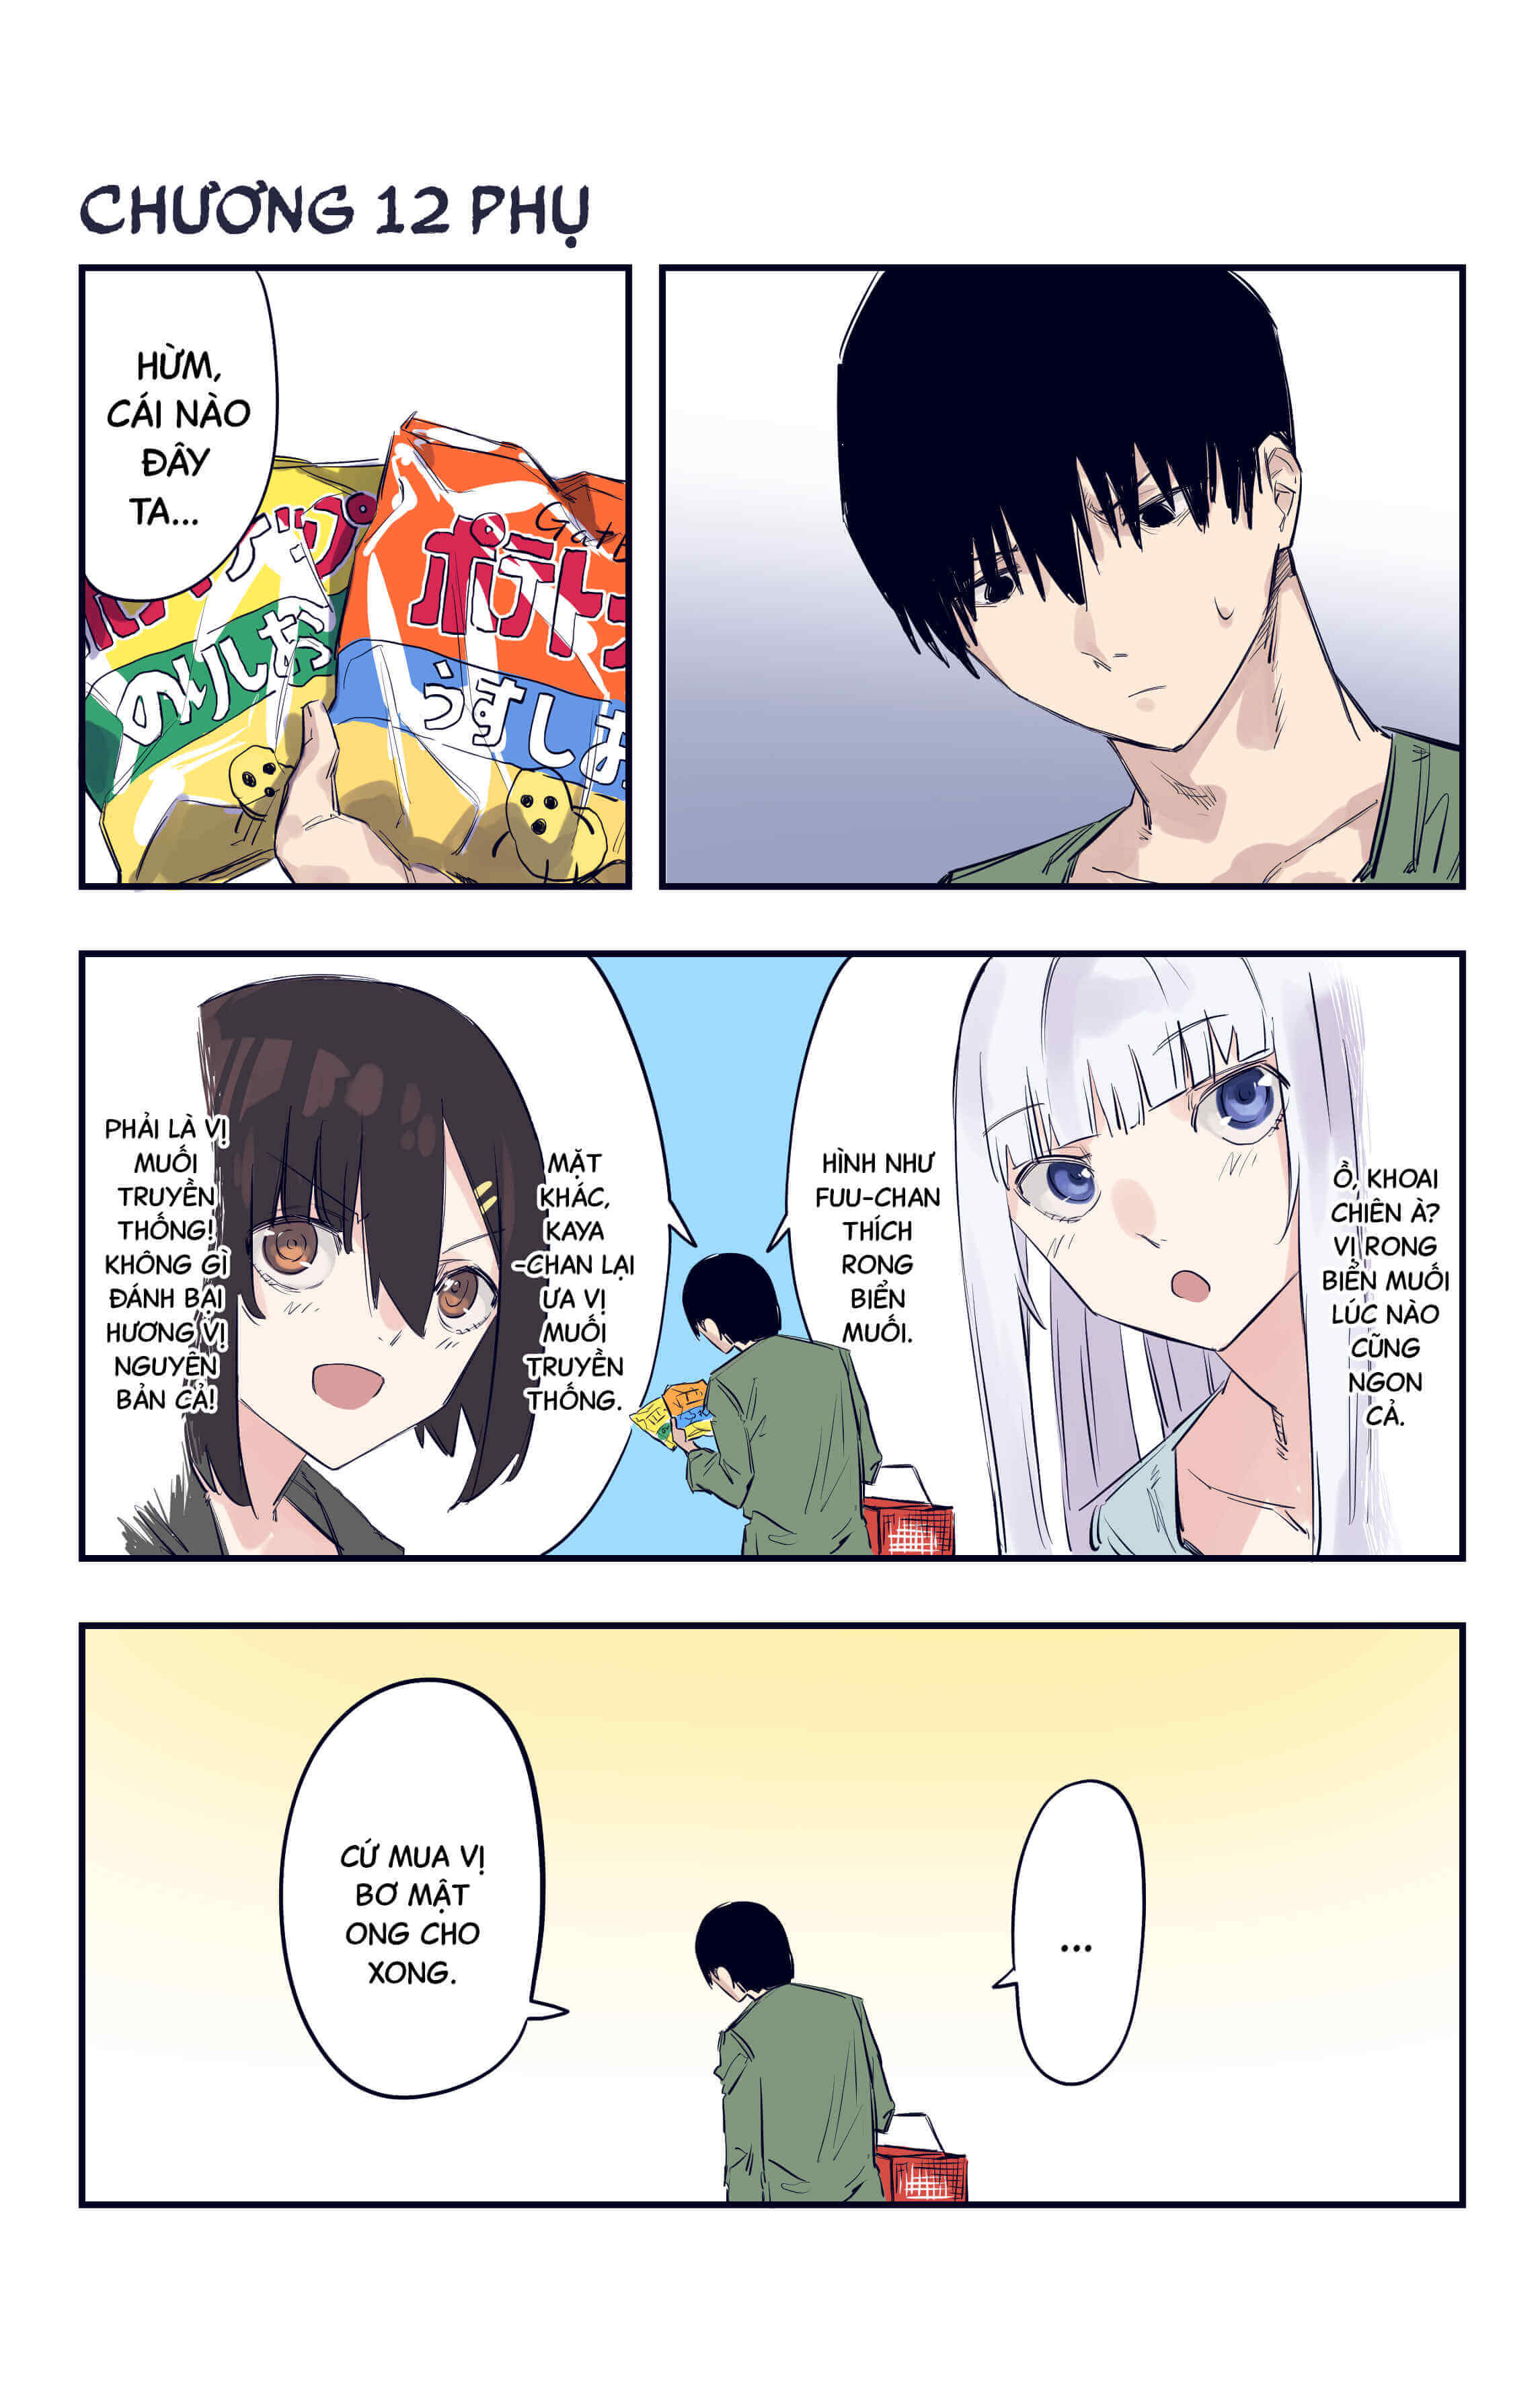 CHƯƠNG 12 PHỤ
HỪM,
CÁI NÀO
ĐÂY
TA...
ポテト
うすしお
のりしお
Ồ, KHOAI
CHIÊN À?
VỊ RONG
BIỂN MUỐI
LÚC NÀO
CŨNG
NGON
CẢ.
HÌNH NHƯ
FUU-CHAN
THÍCH
RONG
BIỂN
MUỐI.
MẶT
KHÁC,
KAYA
-CHAN LẠI
ƯA VỊ
MUỐI
TRUYỀN
THỐNG.
PHẢI LÀ VỊ
MUỐI
TRUYỀN
THỐNG!
KHÔNG GÌ
ĐÁNH BẠI
HƯƠNG VỊ
NGUYÊN
BẢN CẢ!
...
CỨ MUA VỊ
BƠ MẬT
ONG CHO
XONG.